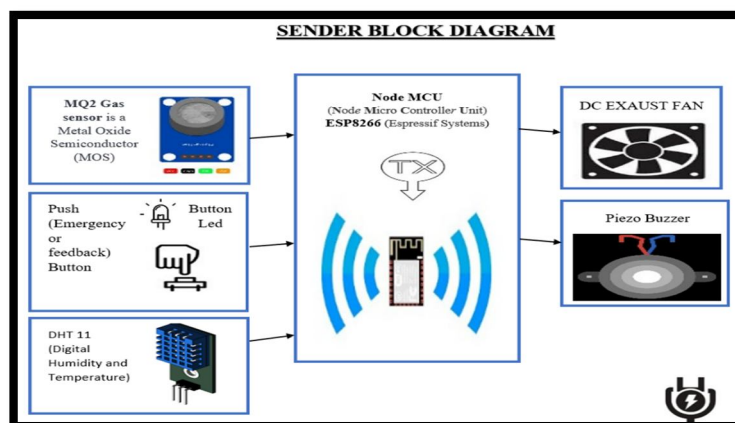 SENDER BLOCK DIAGRAM
MQ2 Gas
sensor is a
Metal Oxide
Semiconductor
(MOS)
Push
(Emergency
or
feedback)
Button
Button
Led
DHT 11
(Digital
Humidity and
Temperature)
Node MCU
(Node Micro Controller Unit)
ESP8266 (Espressif Systems)
TX
DC EXAUST FAN
Piezo Buzzer